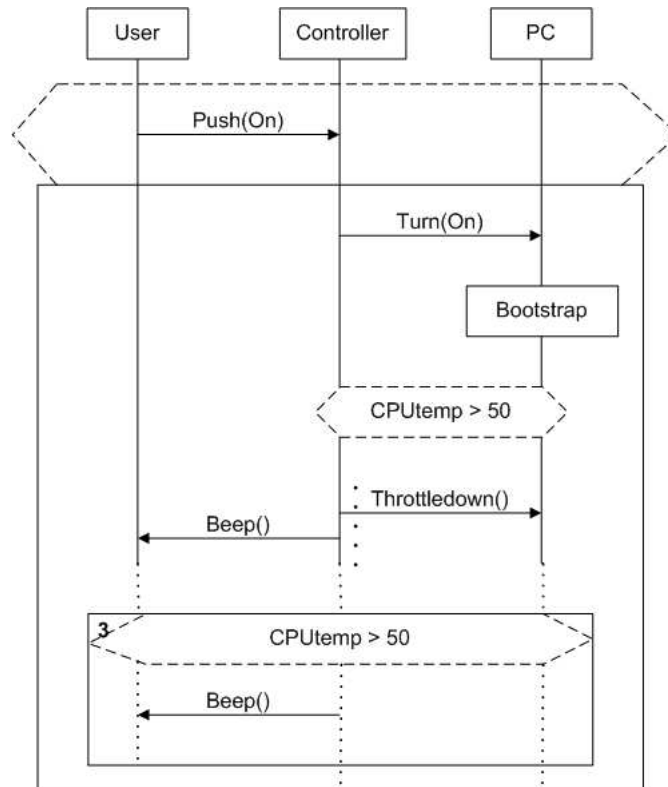 User
Controller
PC
Push(On)
Turn(On)
Bootstrap
CPUtemp > 50
Throttledown()
Beep()
3
CPUtemp > 50
Beep()